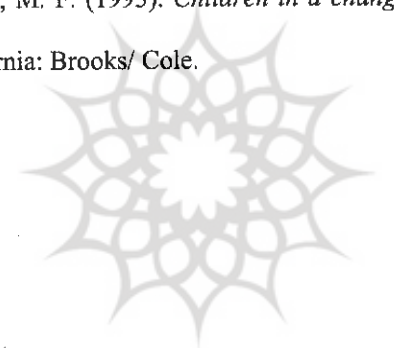 , M. F. (1995). Children in a chang
rnia: Brooks/ Cole.